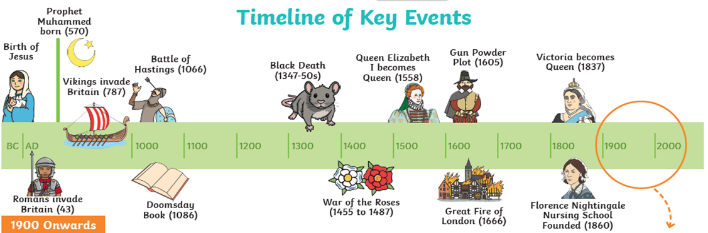 Timeline of Key Events
Birth of
Jesus
Prophet
Muhammed
born (570)
Vikings invade
Britain (787)
Battle of
Hastings (1066)
Black Death
(1347-50s)
Queen Elizabeth
I becomes
Queen (1558)
Gun Powder
Plot (1605)
Victoria becomes
Queen (1837)
BC
AD
1000
1100
1200
1300
1400
1500
1600
1700
1800
1900
2000
Romans invade
Britain (43)
Doomsday
Book (1086)
War of the Roses
(1455 to 1487)
Great Fire of
London (1666)
Florence Nightingale
Nursing School
Founded (1860)
1900 Onwards